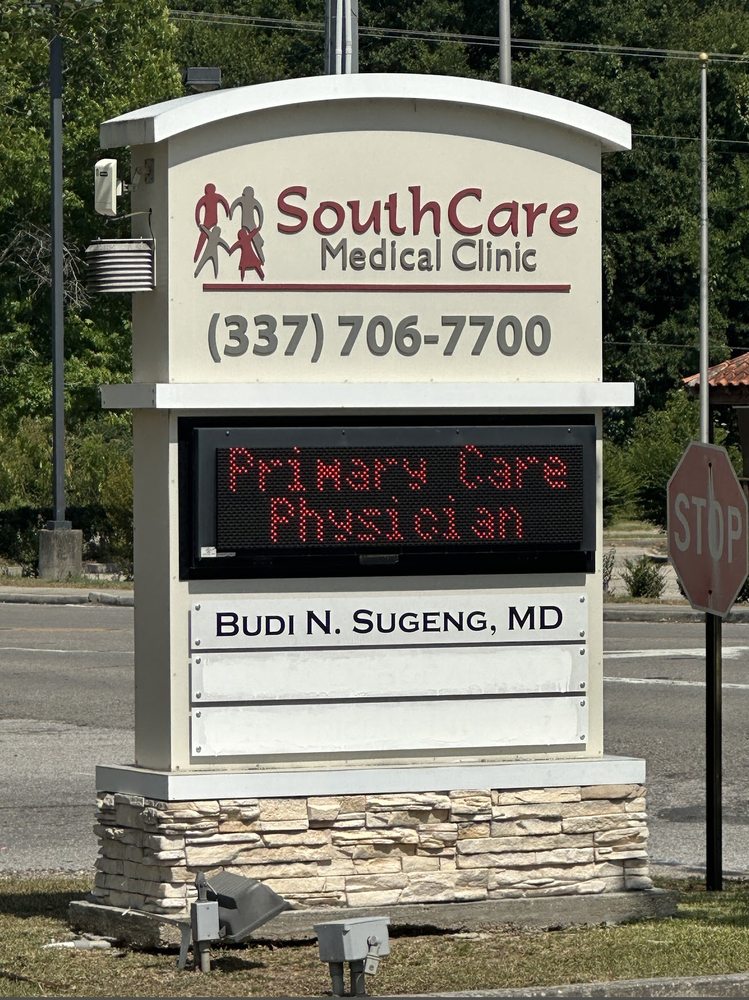 SouthCare
Medical Clinic
(337) 706-7700
Primary Care
Physician
BUDI N. SUGENG, MD
STOP